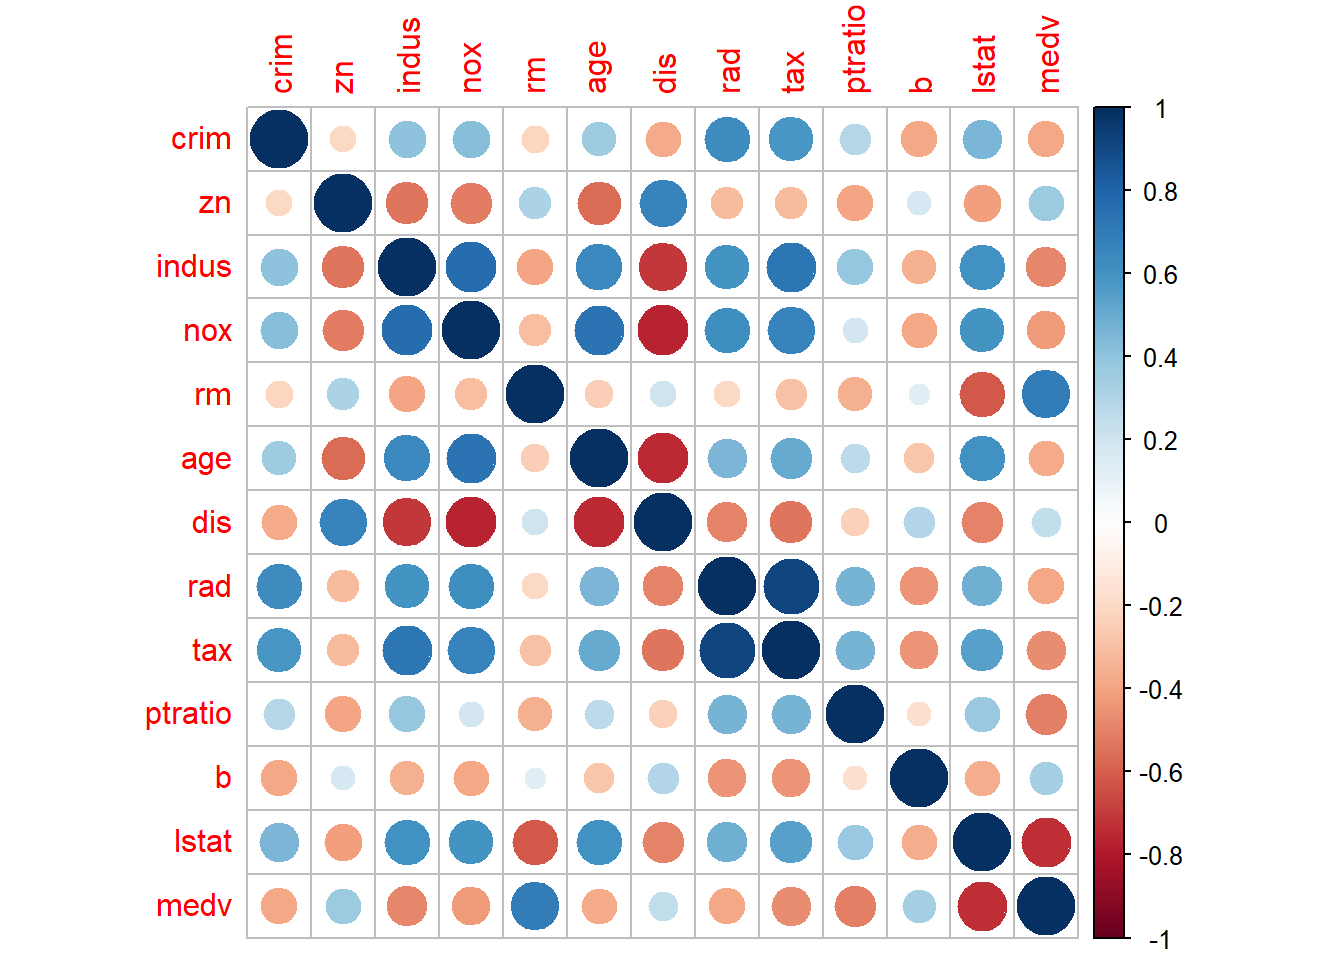 crim zn indus nox rm age dis rad tax ptratio b lstat medv
crim
zn
indus
nox
rm
age
dis
rad
tax
ptratio
b
lstat
medv
1
0.8
0.6
0.4
0.2
0
-0.2
-0.4
-0.6
-0.8
-1